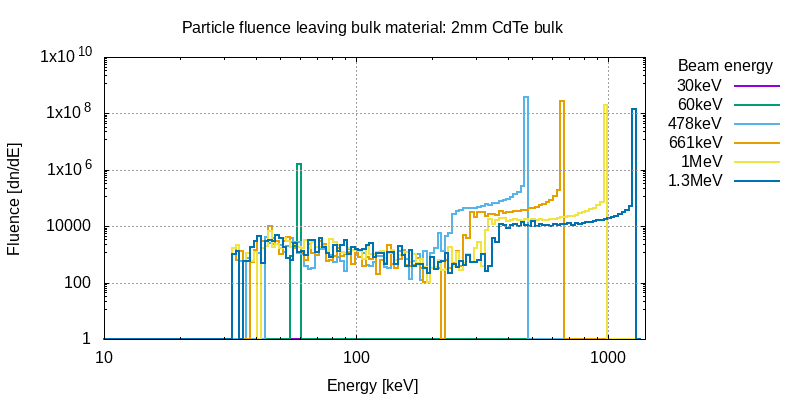 Particle fluence leaving bulk material: 2mm CdTe bulk
Fluence [dn/dE]
1x10^10
1x10^8
1x10^6
10000
100
1
10
100
1000
Energy [keV]
Beam energy
30keV
60keV
478keV
661keV
1MeV
1.3MeV